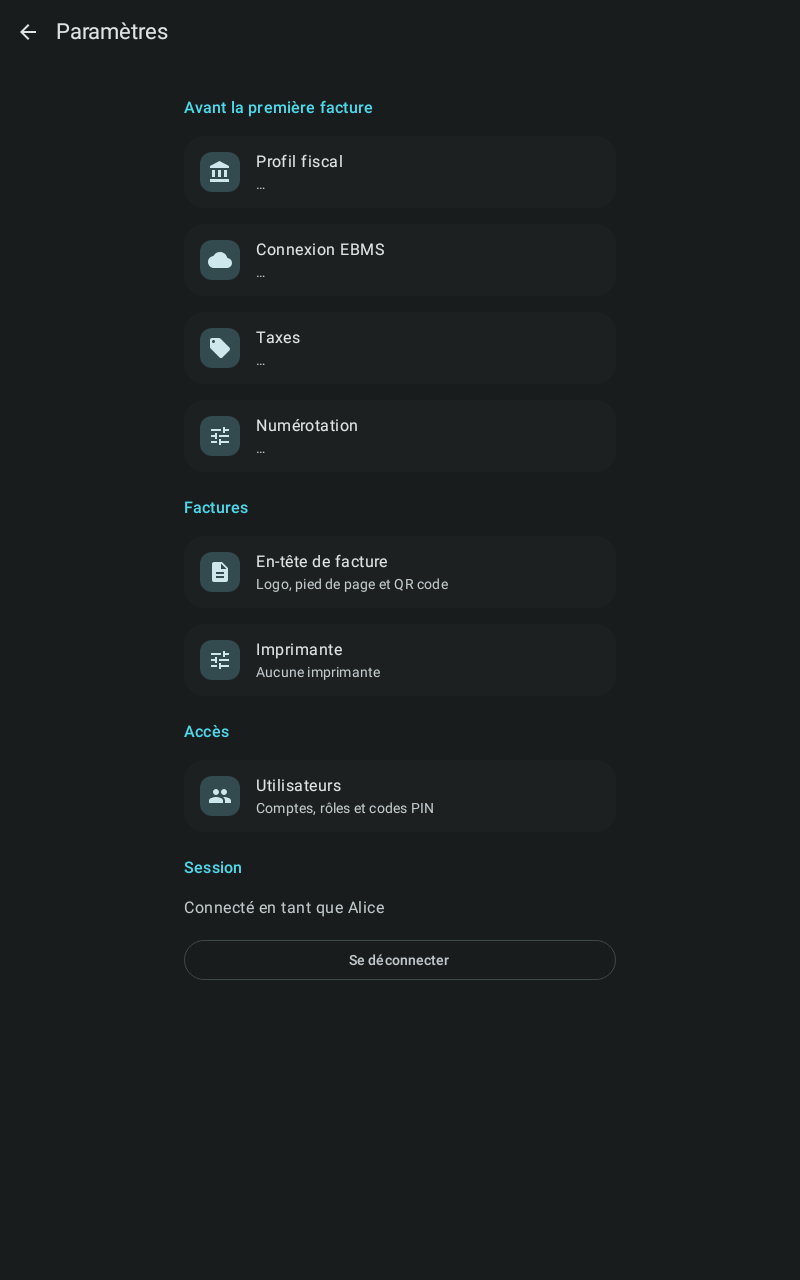 Paramètres
Avant la première facture
Profil fiscal
…
Connexion EBMS
…
Taxes
…
Numérotation
…
Factures
En-tête de facture
Logo, pied de page et QR code
Imprimante
Aucune imprimante
Accès
Utilisateurs
Comptes, rôles et codes PIN
Session
Connecté en tant que Alice
Se déconnecter